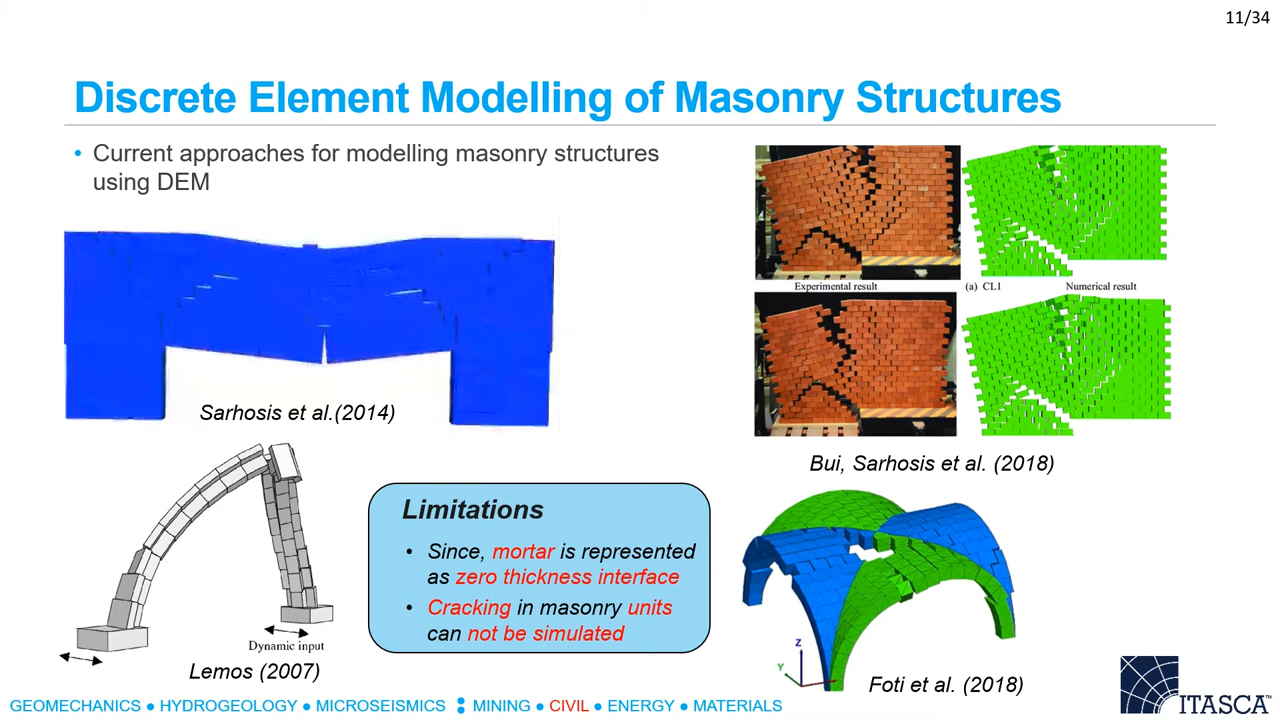 11/34
Discrete Element Modelling of Masonry Structures
• Current approaches for modelling masonry structures
using DEM
Experimental result
(a) CL1
Numerical result
Sarhosis et al.(2014)
Bui, Sarhosis et al. (2018)
Limitations
• Since, mortar is represented
as zero thickness interface
• Cracking in masonry units
can not be simulated
Dynamic input
Lemos (2007)
Z
Y
Foti et al. (2018)
ITASCA™
GEOMECHANICS ● HYDROGEOLOGY ● MICROSEISMICS : MINING ● CIVIL ● ENERGY ● MATERIALS